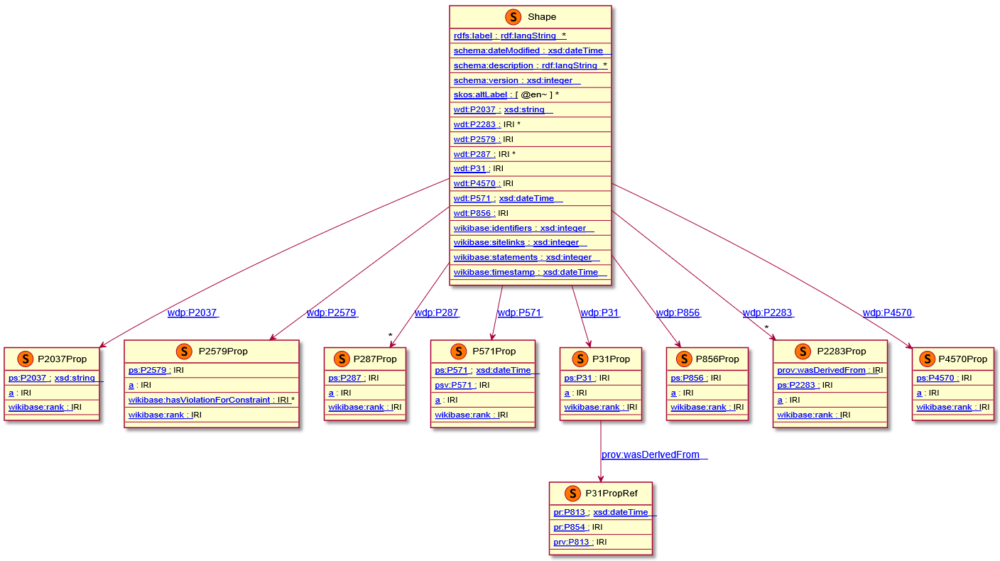 S Shape
rdfs:label : rdf:langString *
schema:dateModified : xsd:dateTime
schema:description : rdf:langString *
schema:version : xsd:integer
skos:altLabel : [ @en~ ] *
wdt:P2037 : xsd:string
wdt:P2283 : IRI *
wdt:P2579 : IRI
wdt:P287 : IRI *
wdt:P31 : IRI
wdt:P4570 : IRI
wdt:P571 : xsd:dateTime
wdt:P856 : IRI
wikibase:identifiers : xsd:integer
wikibase:sitelinks : xsd:integer
wikibase:statements : xsd:integer
wikibase:timestamp : xsd:dateTime
wdp:P2037
wdp:P2579
wdp:P287
*
wdp:P571
wdp:P31
wdp:P856
wdp:P2283
*
wdp:P4570
S P2037Prop
ps:P2037 : xsd:string
a : IRI
wikibase:rank : IRI
S P2579Prop
ps:P2579 : IRI
a : IRI
wikibase:hasViolationForConstraint : IRI *
wikibase:rank : IRI
S P287Prop
ps:P287 : IRI
a : IRI
wikibase:rank : IRI
S P571Prop
ps:P571 : xsd:dateTime
psv:P571 : IRI
a : IRI
wikibase:rank : IRI
S P31Prop
ps:P31 : IRI
a : IRI
wikibase:rank : IRI
S P856Prop
ps:P856 : IRI
a : IRI
wikibase:rank : IRI
S P2283Prop
prov:wasDerivedFrom : IRI
ps:P2283 : IRI
a : IRI
wikibase:rank : IRI
S P4570Prop
ps:P4570 : IRI
a : IRI
wikibase:rank : IRI
prov:wasDerivedFrom
S P31PropRef
pr:P813 : xsd:dateTime
pr:P854 : IRI
prv:P813 : IRI